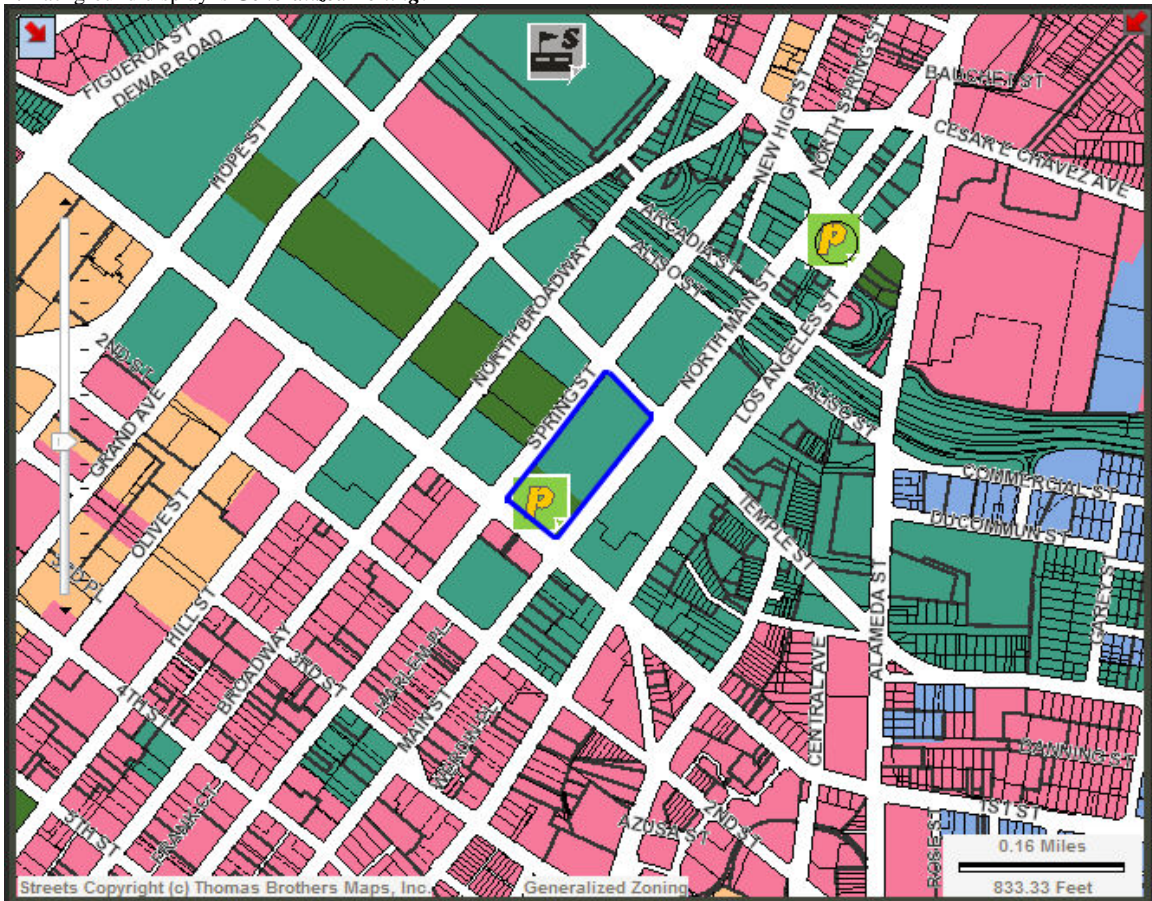 FIGUEROA ST
DEWAP ROAD
S
HOPE ST
NEW HIGH ST
NORTH SPRING ST
BAUCHET ST
CESAR E CHAVEZ AVE
ARCADIA ST
ALISO ST
P
NORTH BROADWAY
NORTH MAIN ST
LOS ANGELES ST
2ND ST
GRAND AVE
SPRING ST
ALISO ST
COMMERCIAL ST
DUCOMMUN ST
OLIVE ST
P
TEMPLE ST
ALAMEDA ST
HILL ST
BROADWAY
3RD ST
HARLEM PL
MAIN ST
CENTRAL AVE
4TH ST
BANNING ST
AZUSA ST
2ND ST
1ST ST
5TH ST
FRANK CT
ROSE ST
0.16 Miles
833.33 Feet
Streets Copyright (c) Thomas Brothers Maps, Inc.
Generalized Zoning